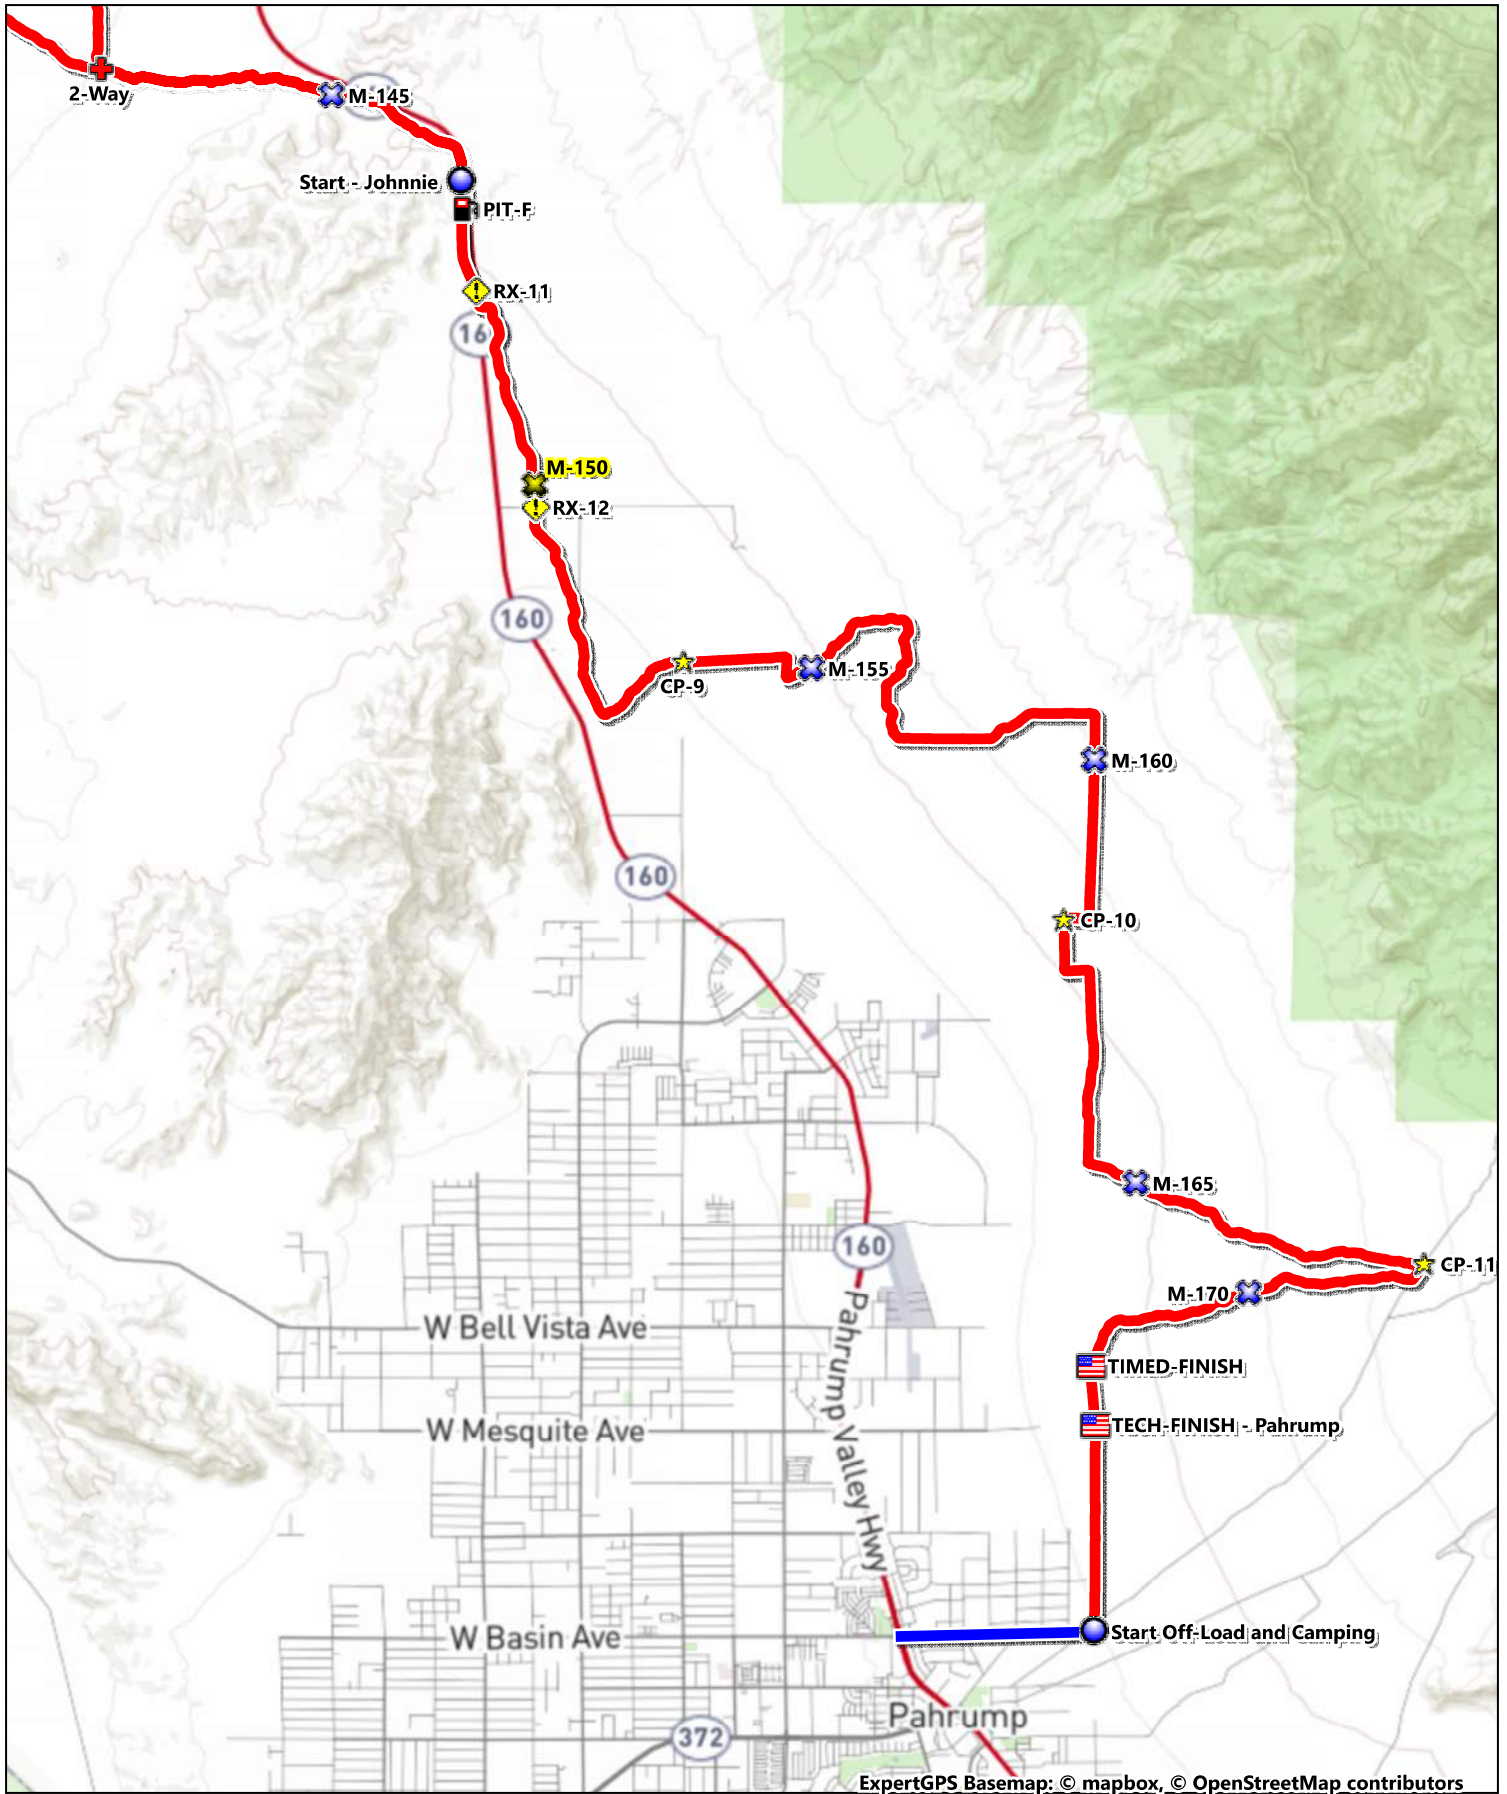 2-Way
M-145
Start - Johnnie
PIT-F
RX-11
16
M-150
RX-12
160
CP-9
M-155
M-160
160
CP-10
M-165
160
CP-11
M-170
Pahrump Valley Hwy
W Bell Vista Ave
TIMED-FINISH
W Mesquite Ave
TECH-FINISH - Pahrump
W Basin Ave
Start Off-Load and Camping
Pahrump
372
ExpertGPS Basemap: © mapbox, © OpenStreetMap contributors